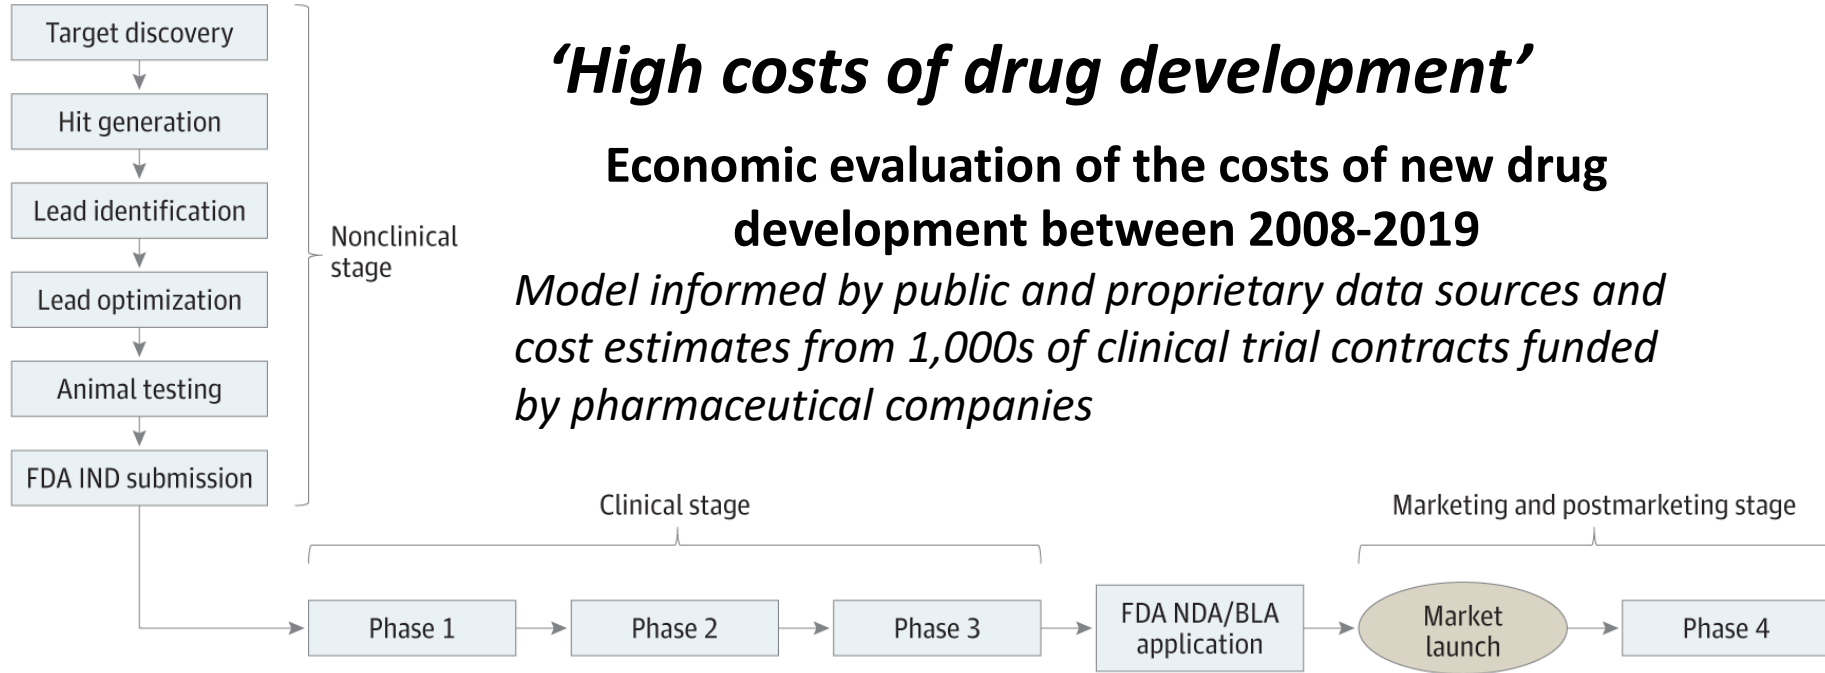 ‘High costs of drug development’
Economic evaluation of the costs of new drug
development between 2008-2019
Model informed by public and proprietary data sources and
cost estimates from 1,000s of clinical trial contracts funded
by pharmaceutical companies
Target discovery
Hit generation
Lead identification
Lead optimization
Animal testing
FDA IND submission
Nonclinical
stage
Clinical stage
Phase 1
Phase 2
Phase 3
FDA NDA/BLA
application
Marketing and postmarketing stage
Market
launch
Phase 4